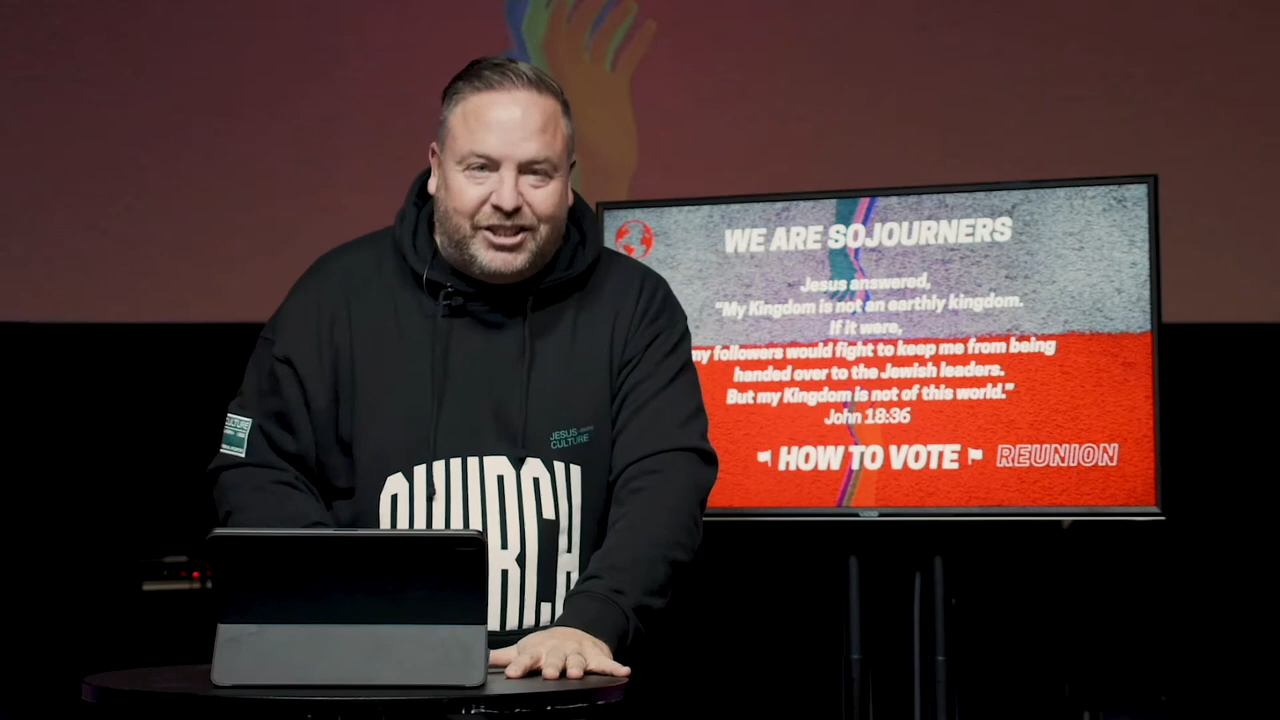 WE ARE SOJOURNERS
Jesus answered,
"My Kingdom is not an earthly kingdom.
If it were,
my followers would fight to keep me from being
handed over to the Jewish leaders.
But my Kingdom is not of this world."
John 18:36
HOW TO VOTE REUNION
CULTURE
JESUS
CULTURE
CHURCH
VIZIO